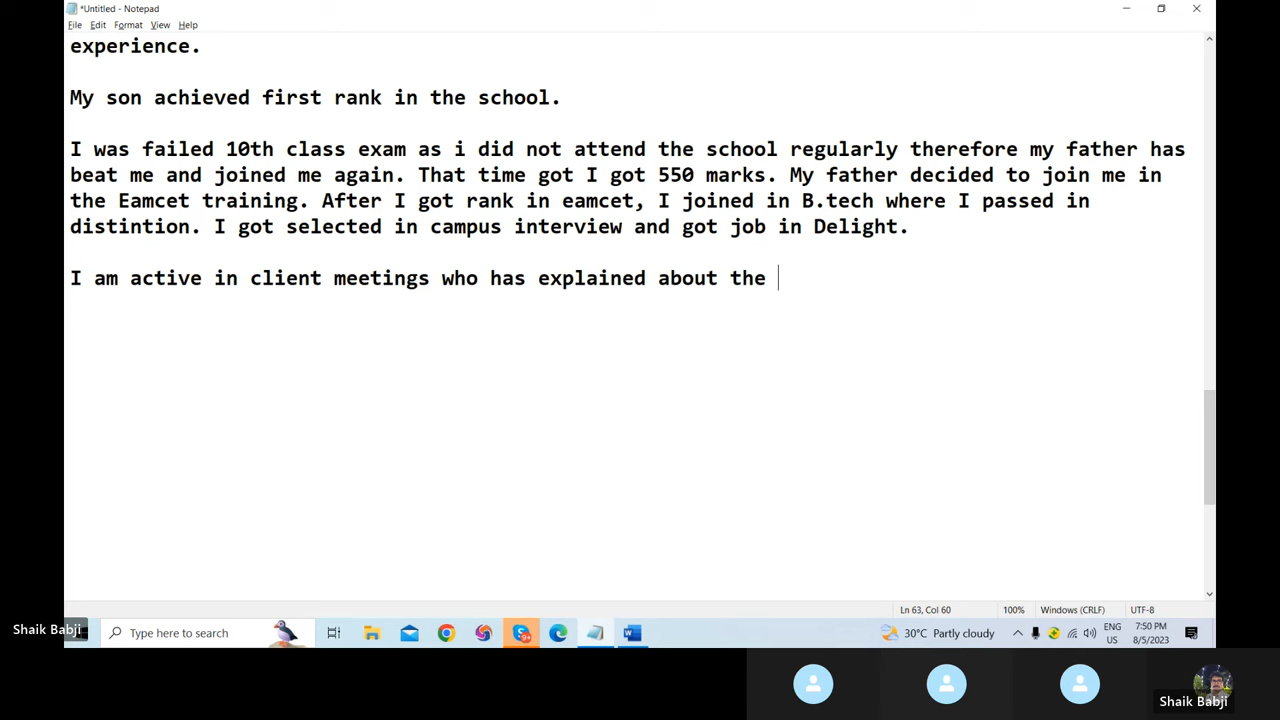 *Untitled - Notepad
File Edit Format View Help
experience.
My son achieved first rank in the school.
I was failed 10th class exam as i did not attend the school regularly therefore my father has
beat me and joined me again. That time got I got 550 marks. My father decided to join me in
the Eamcet training. After I got rank in eamcet, I joined in B.tech where I passed in
distintion. I got selected in campus interview and got job in Delight.
I am active in client meetings who has explained about the
Ln 63, Col 60 100% Windows (CRLF) UTF-8
Shaik Babji
Type here to search
30°C Partly cloudy
ENG
US
7:50 PM
8/5/2023
Shaik Babji